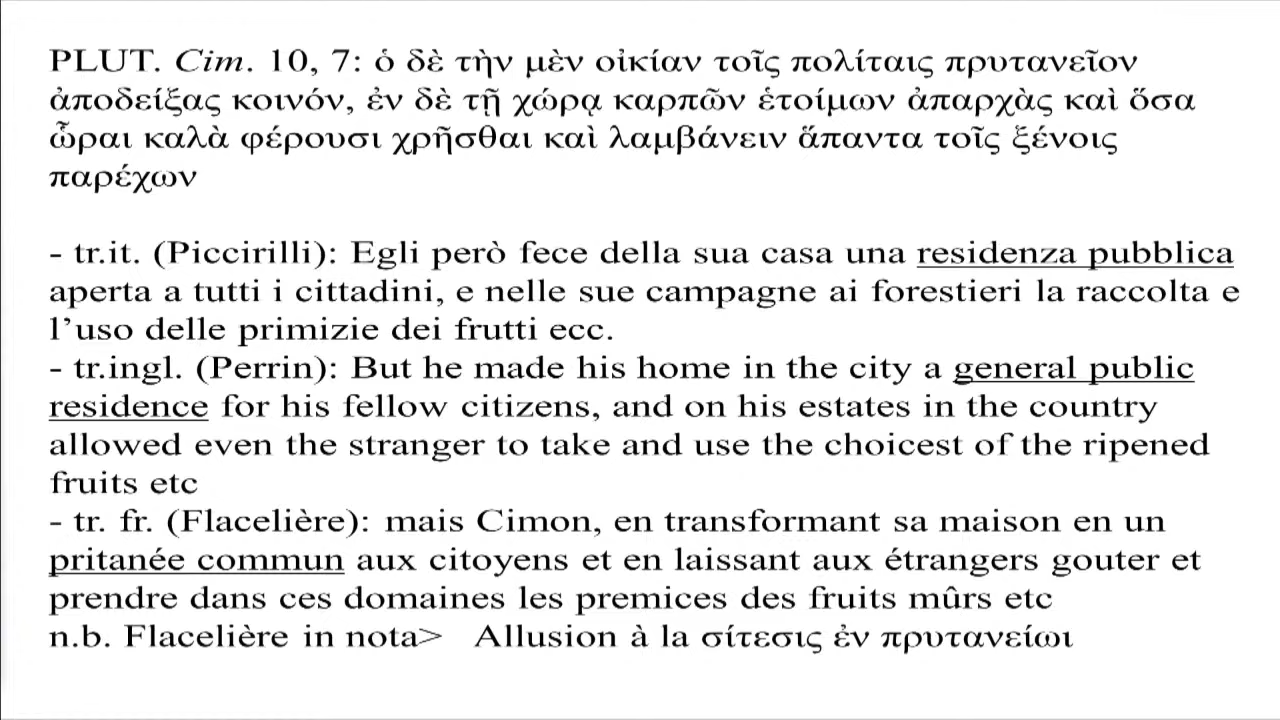 PLUT. Cim. 10, 7: ὁ δὲ τὴν μὲν οἰκίαν τοῖς πολίταις πρυτανεῖον
ἀποδείξας κοινόν, ἐν δὲ τῇ χώρᾳ καρπῶν ἑτοίμων ἀπαρχὰς καὶ ὅσα
ὧραι καλὰ φέρουσι χρῆσθαι καὶ λαμβάνειν ἅπαντα τοῖς ξένοις
παρέχων
- tr.it. (Piccirilli): Egli però fece della sua casa una residenza pubblica
aperta a tutti i cittadini, e nelle sue campagne ai forestieri la raccolta e
l’uso delle primizie dei frutti ecc.
- tr.ingl. (Perrin): But he made his home in the city a general public
residence for his fellow citizens, and on his estates in the country
allowed even the stranger to take and use the choicest of the ripened
fruits etc
- tr. fr. (Flacelière): mais Cimon, en transformant sa maison en un
pritanée commun aux citoyens et en laissant aux étrangers gouter et
prendre dans ces domaines les premices des fruits mûrs etc
n.b. Flacelière in nota> Allusion à la σίτεσις ἐν πρυτανείωι